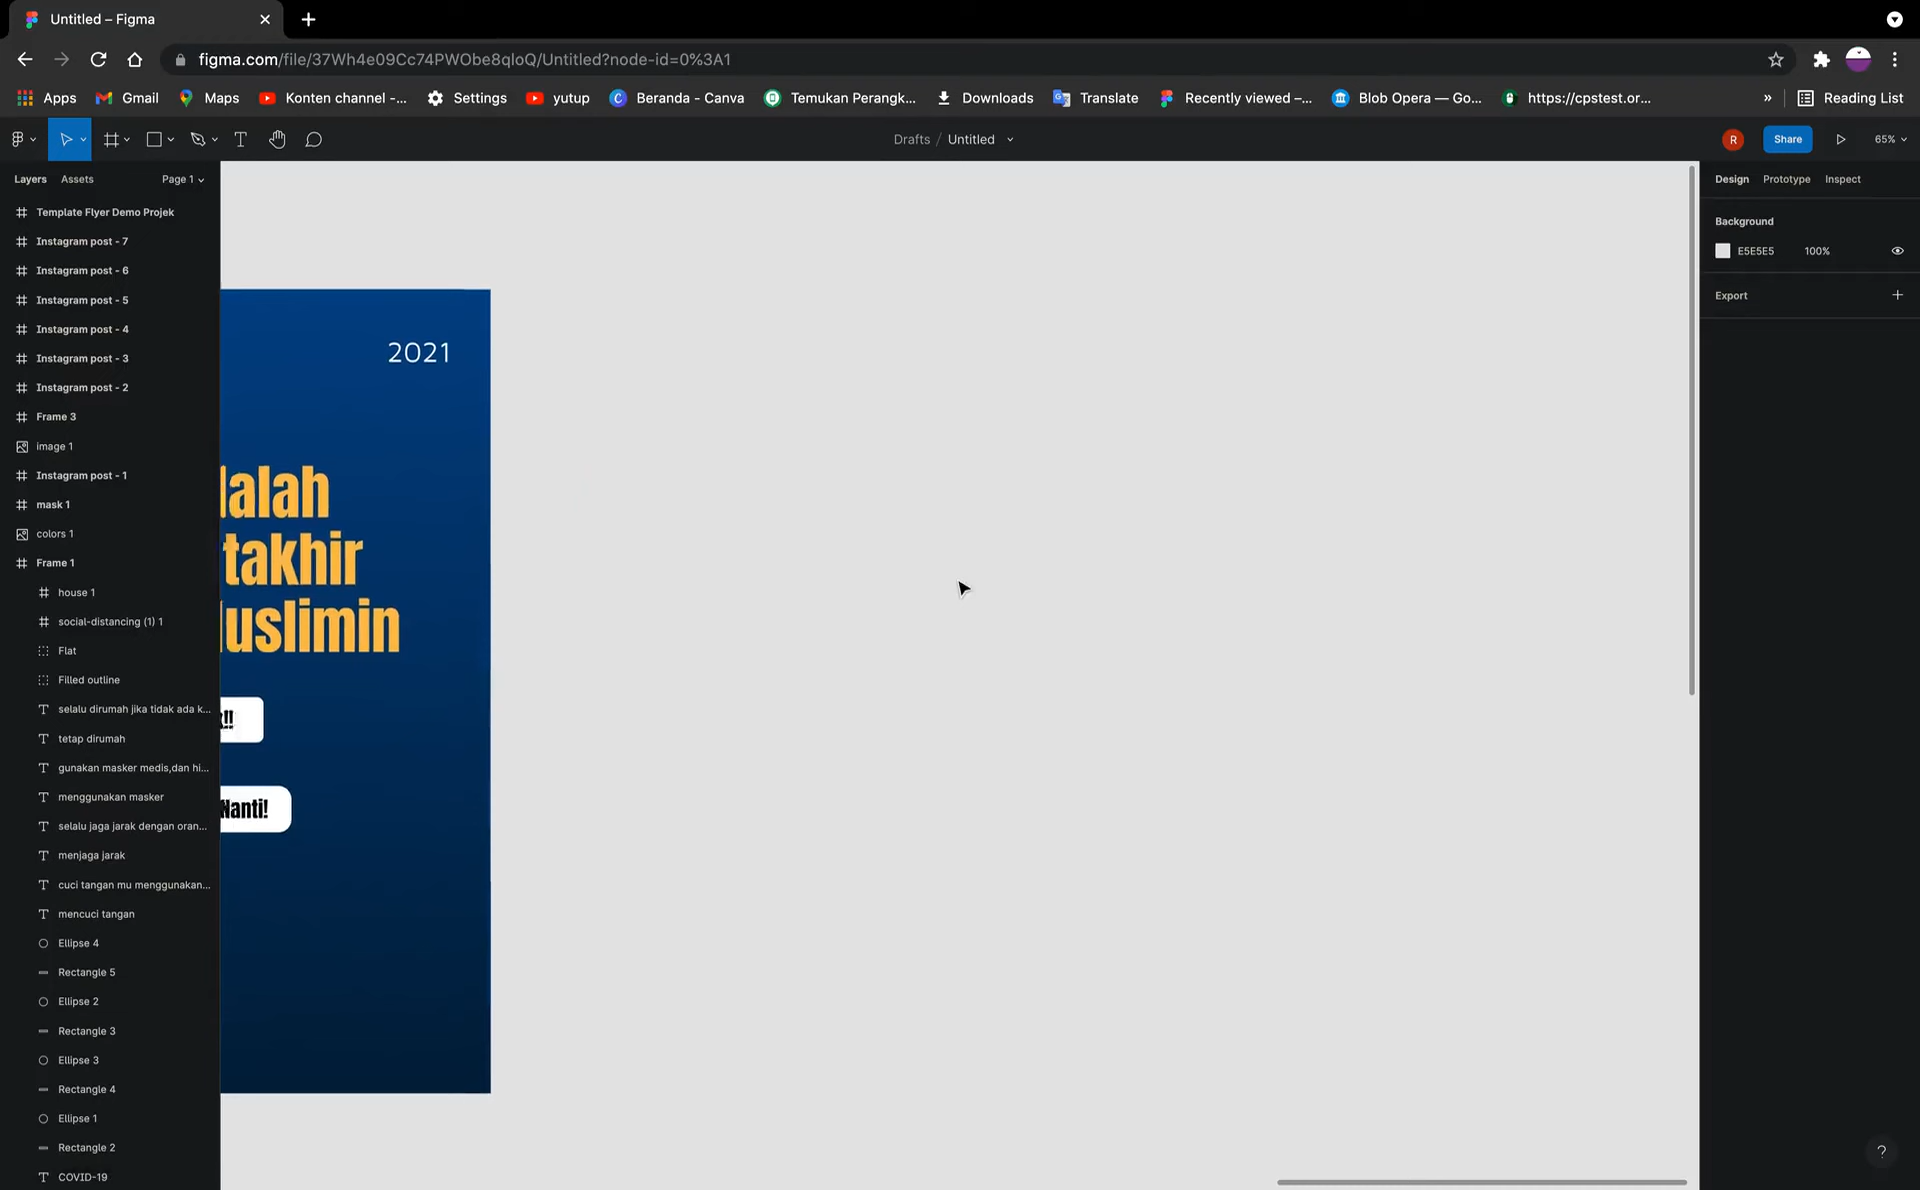 Untitled – Figma
figma.com/file/37Wh4e09Cc74PWObe8qloQ/Untitled?node-id=0%3A1
Apps Gmail Maps Konten channel -... Settings yutup Beranda - Canva Temukan Perangk... Downloads Translate Recently viewed –... Blob Opera — Go... https://cpstest.or... » Reading List
Drafts / Untitled R Share 65%
Layers Assets Page 1
Template Flyer Demo Projek
Instagram post - 7
Instagram post - 6
Instagram post - 5
Instagram post - 4
Instagram post - 3
Instagram post - 2
Frame 3
image 1
Instagram post - 1
mask 1
colors 1
Frame 1
house 1
social-distancing (1) 1
Flat
Filled outline
selalu dirumah jika tidak ada k...
tetap dirumah
gunakan masker medis,dan hi...
menggunakan masker
selalu jaga jarak dengan oran...
menjaga jarak
cuci tangan mu menggunakan...
mencuci tangan
Ellipse 4
Rectangle 5
Ellipse 2
Rectangle 3
Ellipse 3
Rectangle 4
Ellipse 1
Rectangle 2
COVID-19
2021
lalah
takhir
uslimin
!!
Nanti!
Design Prototype Inspect
Background
E5E5E5 100%
Export
?